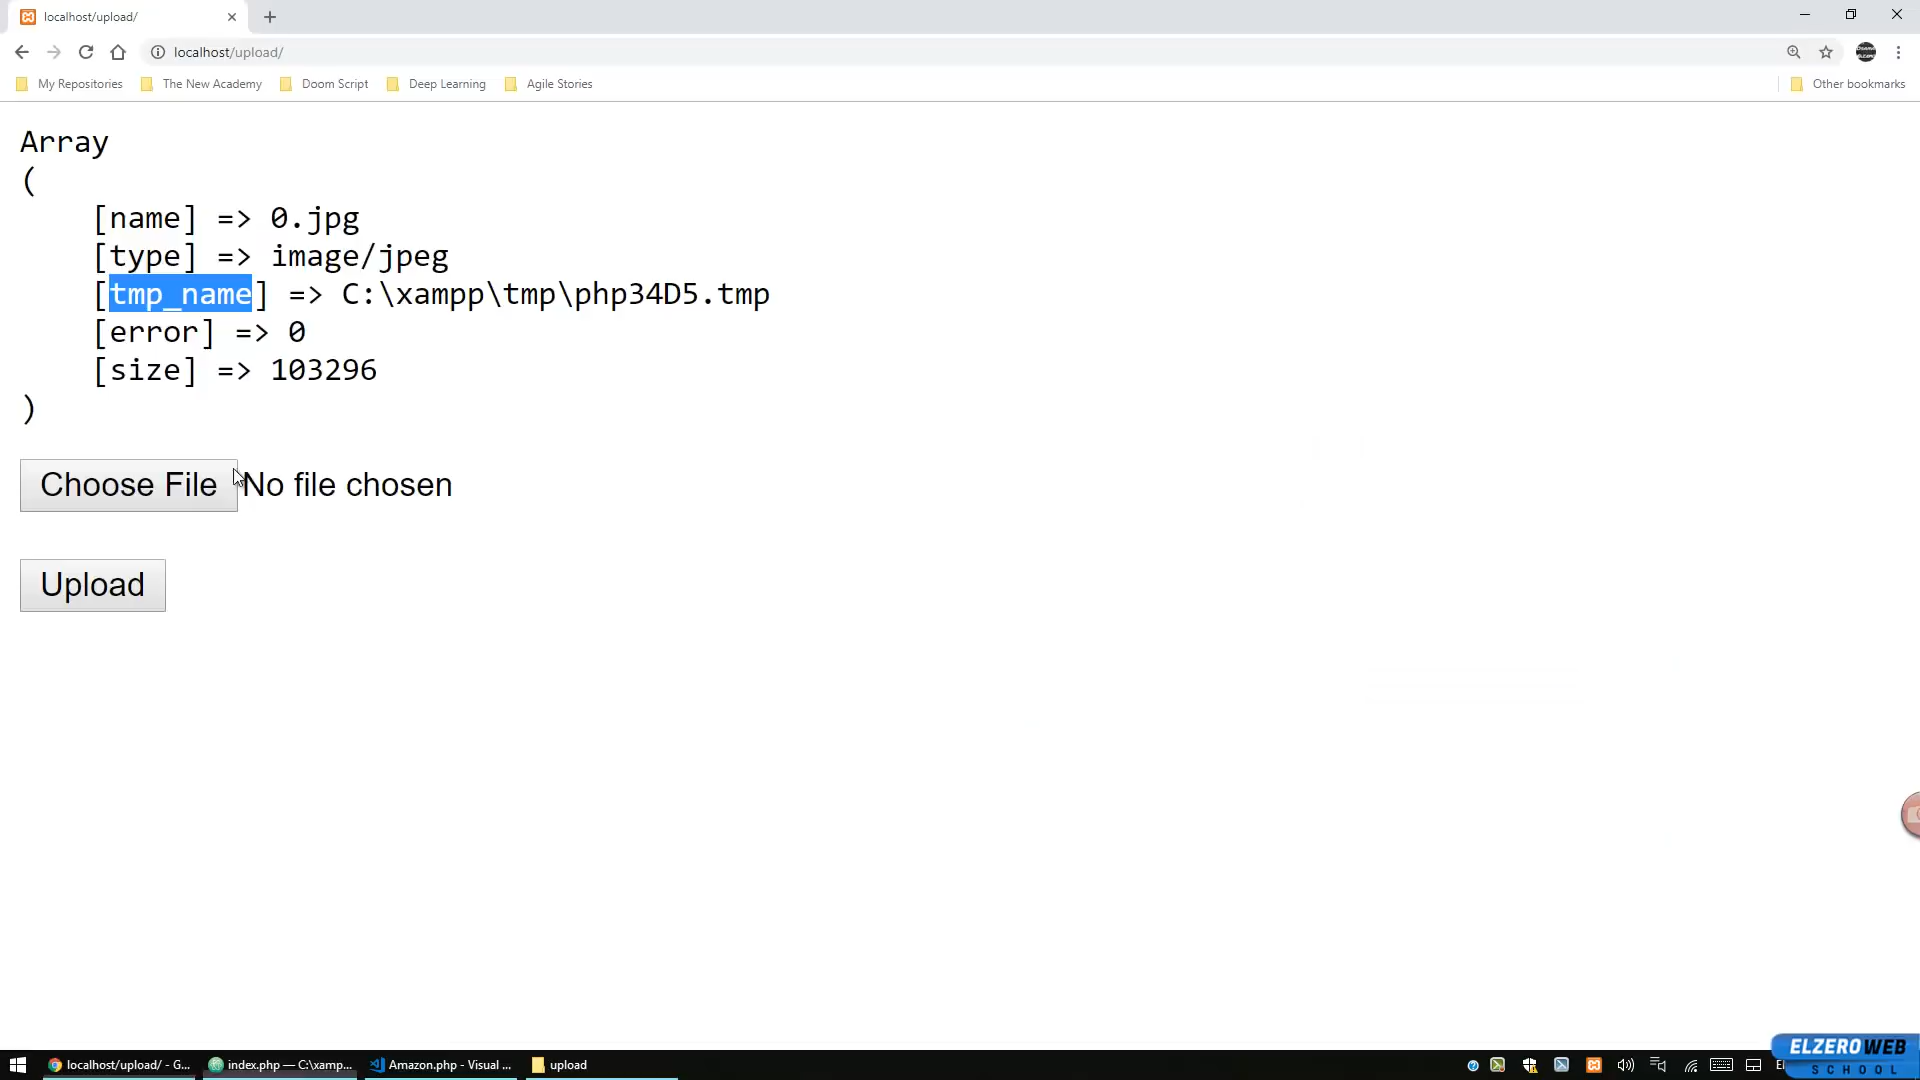 localhost/upload/
localhost/upload/
My Repositories
The New Academy
Doom Script
Deep Learning
Agile Stories
Other bookmarks
Array
(
[name] => 0.jpg
[type] => image/jpeg
[tmp_name] => C:\xampp\tmp\php34D5.tmp
[error] => 0
[size] => 103296
)
Choose File No file chosen
Upload
localhost/upload/ - G...
index.php — C:\xamp...
Amazon.php - Visual ...
upload
ELZERO WEB
SCHOOL